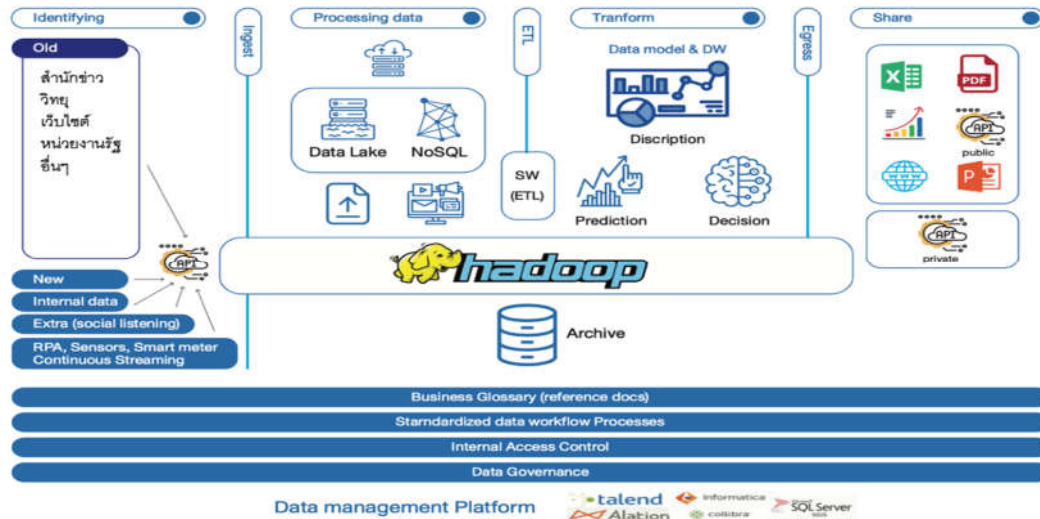 Identifying
Ingest
Processing data
ETL
Tranform
Egress
Share
Old
สำนักข่าว
วิทยุ
เว็บไซต์
หน่วยงานรัฐ
อื่นๆ
API
New
Internal data
Extra (social listening)
RPA, Sensors, Smart meter
Continuous Streaming
Data Lake
NoSQL
SW
(ETL)
Data model & DW
Discription
Prediction
Decision
X
PDF
API
public
WWW
P
API
private
hadoop
Archive
Business Glossary (reference docs)
Starndardized data workflow Processes
Internal Access Control
Data Governance
Data management Platform
talend
Informatica
SQL Server
Alation
collibra